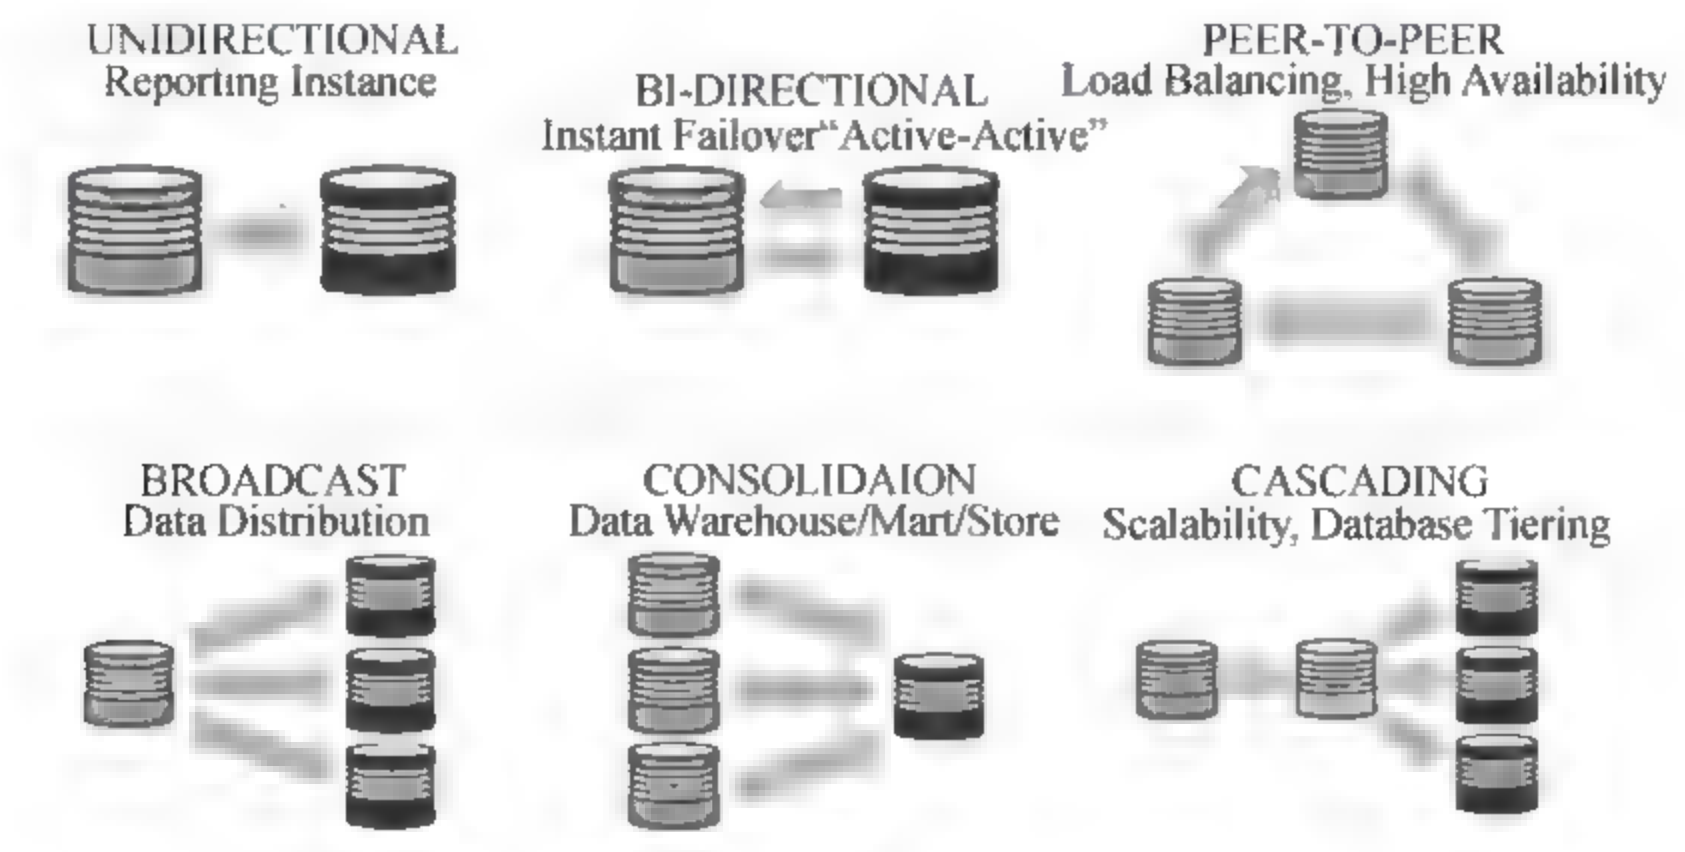 UNIDIRECTIONAL
Reporting Instance
BI-DIRECTIONAL
Instant Failover“Active-Active”
PEER-TO-PEER
Load Balancing, High Availability
BROADCAST
Data Distribution
CONSOLIDAION
Data Warehouse/Mart/Store
CASCADING
Scalability, Database Tiering